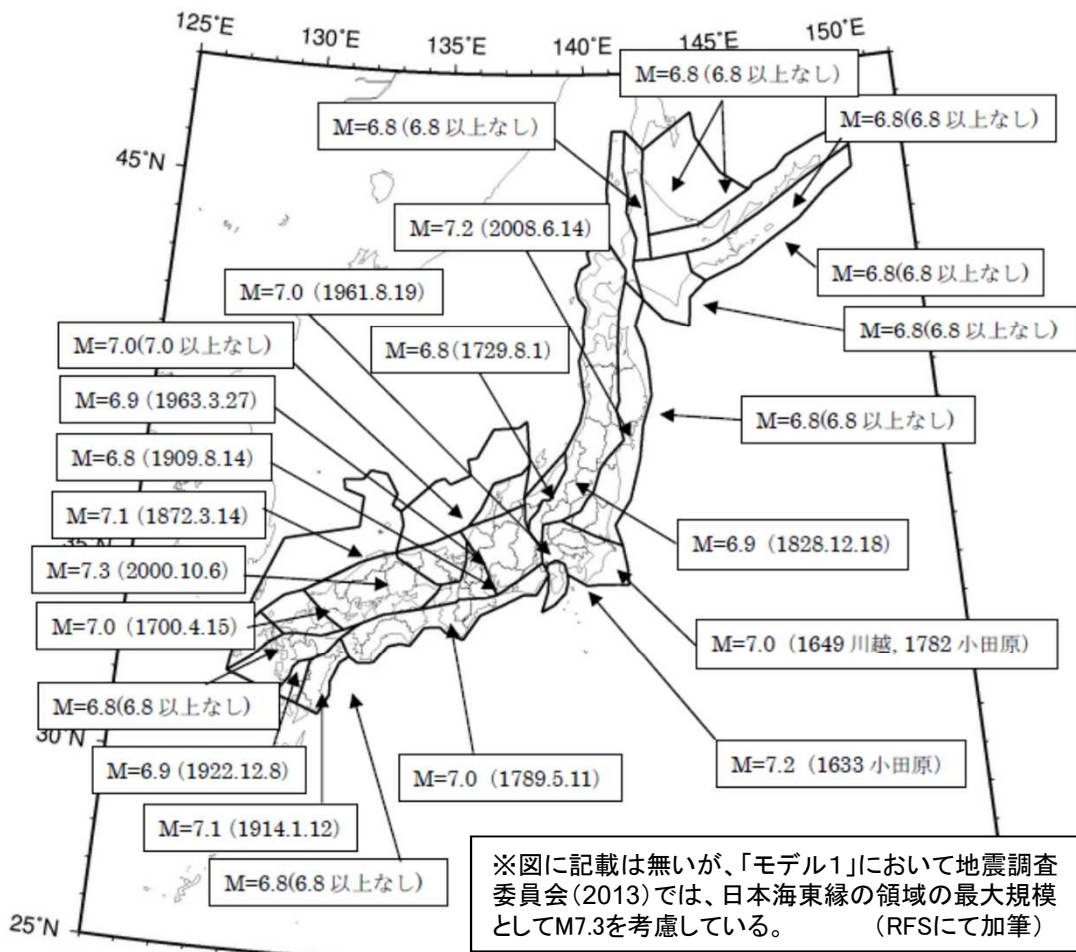 125°E
130°E
135°E
140°E
145°E
150°E
M=6.8 (6.8 以上なし)
M=6.8 (6.8 以上なし)
M=6.8(6.8 以上なし)
45°N
M=7.2 (2008.6.14)
M=6.8(6.8 以上なし)
M=7.0 (1961.8.19)
M=6.8(6.8 以上なし)
M=7.0(7.0 以上なし)
M=6.8 (1729.8.1)
M=6.9 (1963.3.27)
M=6.8(6.8 以上なし)
M=6.8 (1909.8.14)
M=7.1 (1872.3.14)
M=6.9 (1828.12.18)
M=7.3 (2000.10.6)
M=7.0 (1700.4.15)
M=7.0 (1649 川越, 1782 小田原)
M=6.8(6.8 以上なし)
30°N
M=6.9 (1922.12.8)
M=7.0 (1789.5.11)
M=7.2 (1633 小田原)
M=7.1 (1914.1.12)
M=6.8(6.8 以上なし)
25°N
※図に記載は無いが、「モデル1」において地震調査
委員会(2013)では、日本海東縁の領域の最大規模
としてM7.3を考慮している。 (RFSにて加筆)